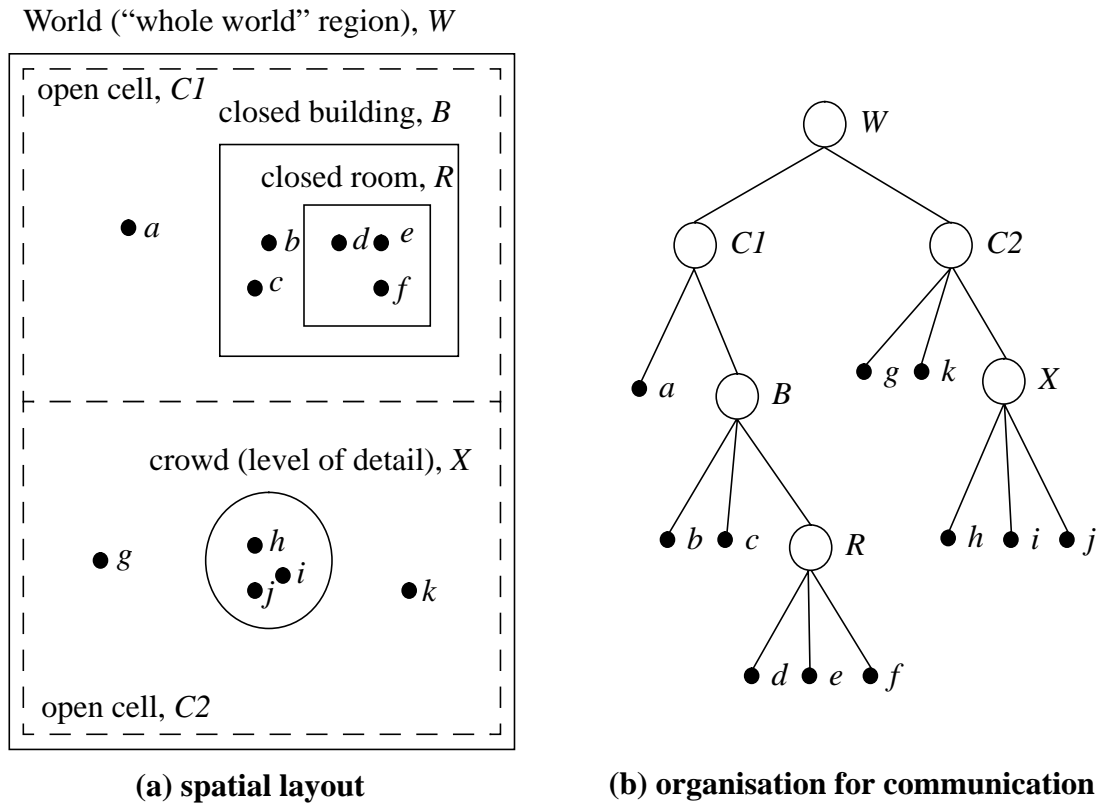 World (“whole world” region), W
open cell, C1
closed building, B
closed room, R
a
b
d
e
c
f
crowd (level of detail), X
g
h
i
j
k
open cell, C2
(a) spatial layout
W
C1
C2
a
B
g
k
X
b
c
R
h
i
j
d
e
f
(b) organisation for communication